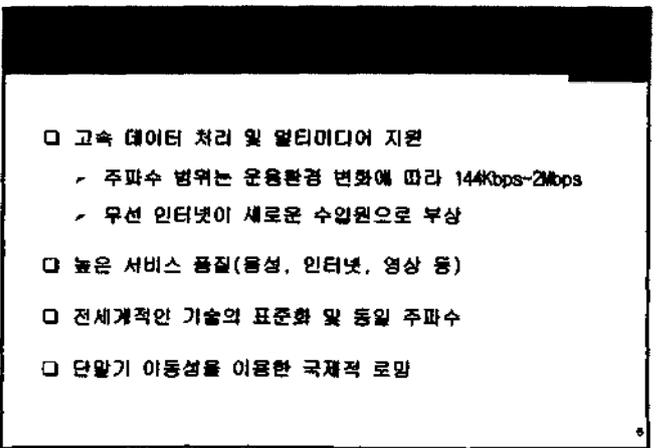 ❑ 고속 데이터 처리 및 멀티미디어 지원
✓ 주파수 범위는 운용환경 변화에 따라 144Kbps~2Mbps
✓ 무선 인터넷이 새로운 수입원으로 부상
❑ 높은 서비스 품질(음성, 인터넷, 영상 등)
❑ 전세계적인 기술의 표준화 및 동일 주파수
❑ 단말기 이동성을 이용한 국제적 로밍